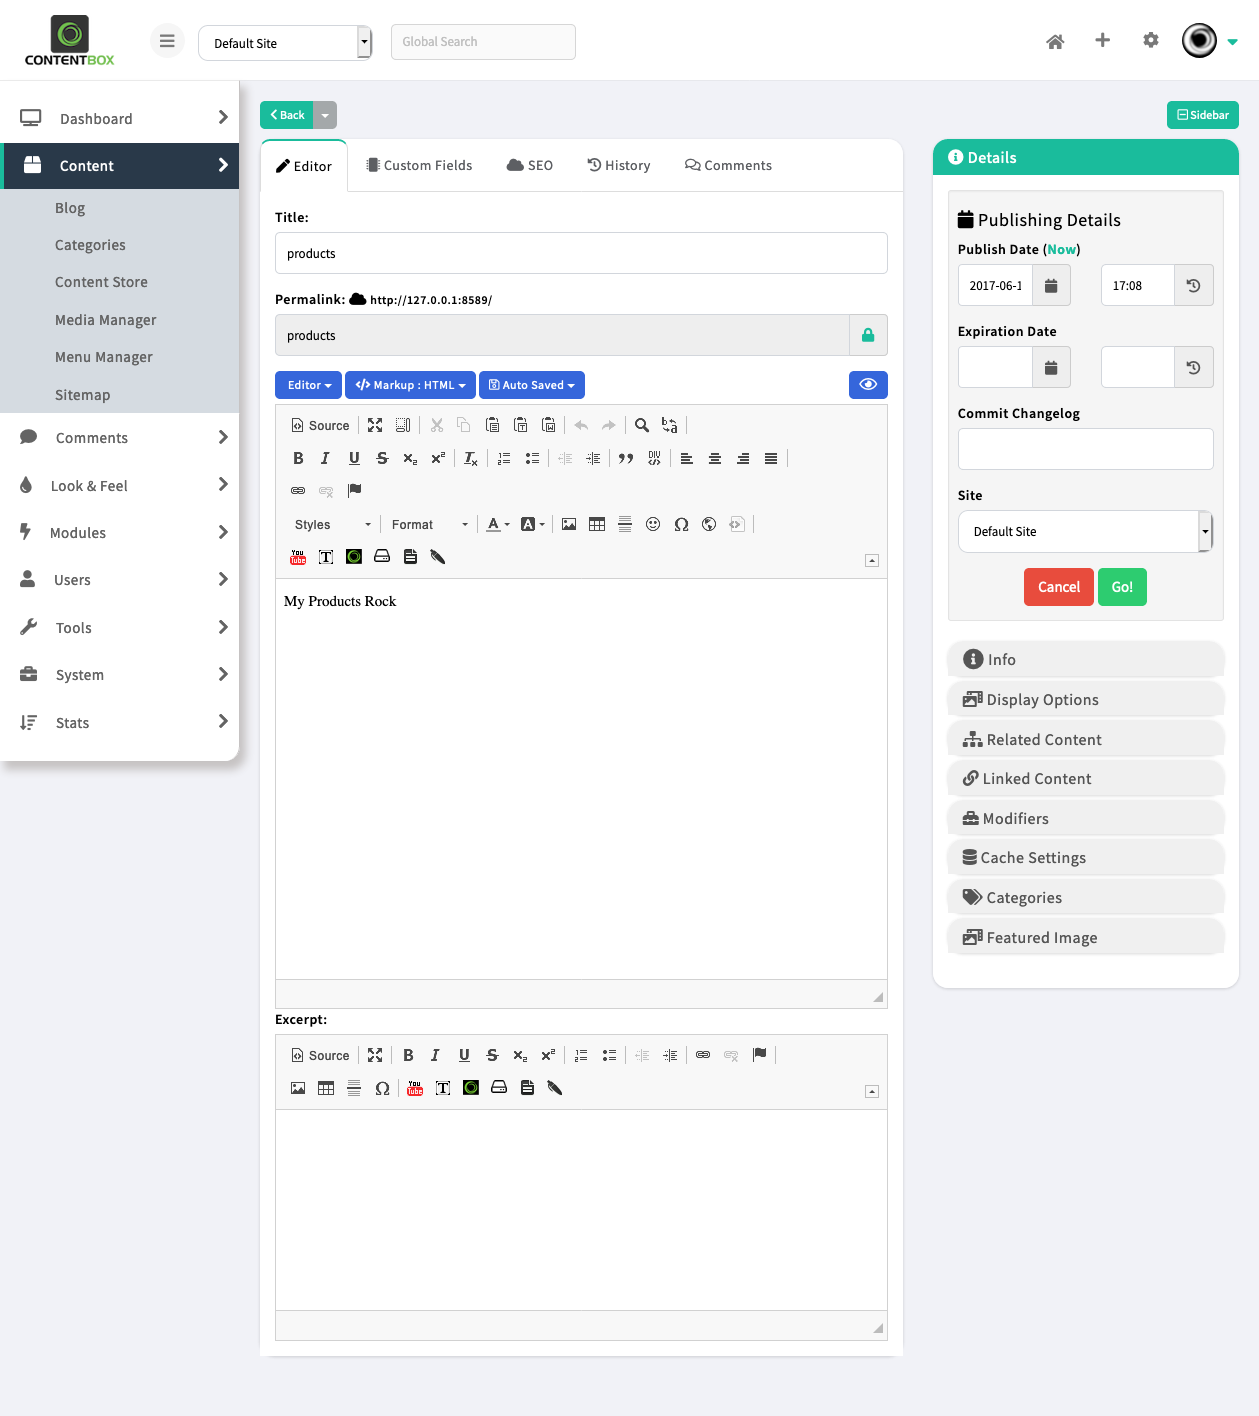 CONTENTBOX
Default Site
Global Search
Dashboard
Content
Blog
Categories
Content Store
Media Manager
Menu Manager
Sitemap
Comments
Look & Feel
Modules
Users
Tools
System
Stats
Back
Sidebar
Editor
Custom Fields
SEO
History
Comments
Title:
products
Permalink: http://127.0.0.1:8589/
products
Editor
Markup : HTML
Auto Saved
Source
Styles
Format
My Products Rock
Excerpt:
Source
Details
Publishing Details
Publish Date (Now)
2017-06-1
17:08
Expiration Date
Commit Changelog
Site
Default Site
Cancel
Go!
Info
Display Options
Related Content
Linked Content
Modifiers
Cache Settings
Categories
Featured Image